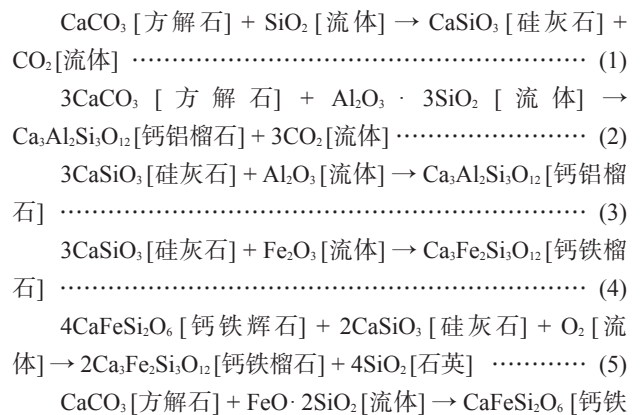 CaCO₃[方解石] + SiO₂[流体] → CaSiO₃[硅灰石] +
CO₂[流体] ………………………………………………… (1)
3CaCO₃ [方解石] + Al₂O₃ · 3SiO₂ [流体] →
Ca₃Al₂Si₃O₁₂[钙铝榴石] + 3CO₂[流体] ………………… (2)
3CaSiO₃[硅灰石] + Al₂O₃[流体] → Ca₃Al₂Si₃O₁₂[钙铝榴
石] ………………………………………………………… (3)
3CaSiO₃[硅灰石] + Fe₂O₃[流体] → Ca₃Fe₂Si₃O₁₂[钙铁榴
石] ………………………………………………………… (4)
4CaFeSi₂O₆[钙铁辉石] + 2CaSiO₃[硅灰石] + O₂[流
体] → 2Ca₃Fe₂Si₃O₁₂[钙铁榴石] + 4SiO₂[石英] ………… (5)
CaCO₃[方解石] + FeO· 2SiO₂[流体] → CaFeSi₂O₆[钙铁